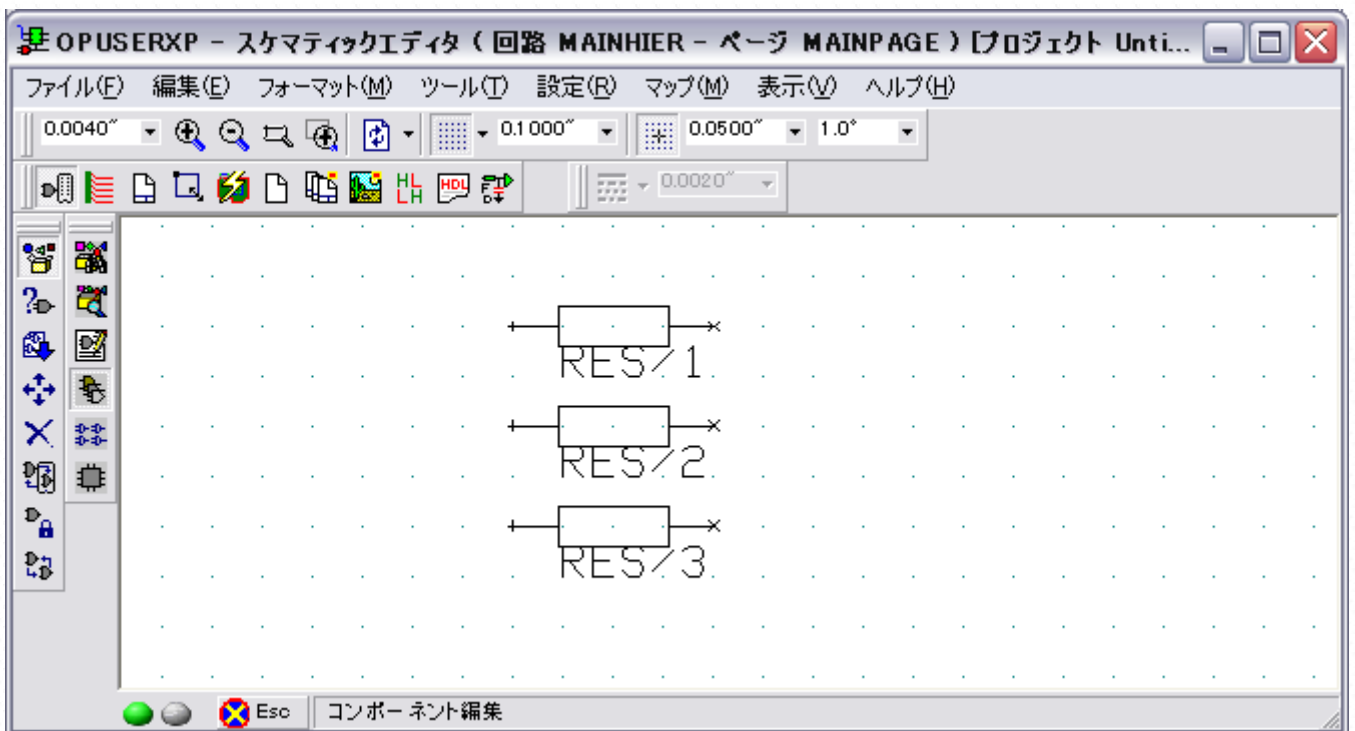 OPUSERXP - スケマティックエディタ ( 回路 MAINHIER - ページ MAINPAGE ) [プロジェクト Unti...
ファイル(F) 編集(E) フォーマット(M) ツール(T) 設定(R) マップ(M) 表示(V) ヘルプ(H)
0.0040" 0.1000" 0.0500" 1.0°
HL LH HDL 0.0020"
RES/1
RES/2
RES/3
Esc コンポーネント編集